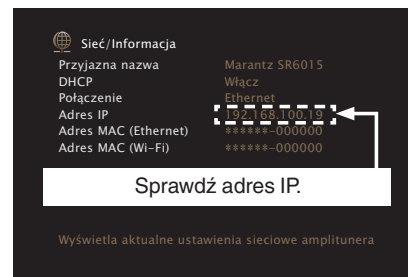 Sieć/Informacja
Przyjazna nazwa Marantz SR6015
DHCP Włącz
Połączenie Ethernet
Adres IP 192.168.100.19
Adres MAC (Ethernet) ******-000000
Adres MAC (Wi-Fi) ******-000000
Sprawdź adres IP.
Wyświetla aktualne ustawienia sieciowe amplitunera